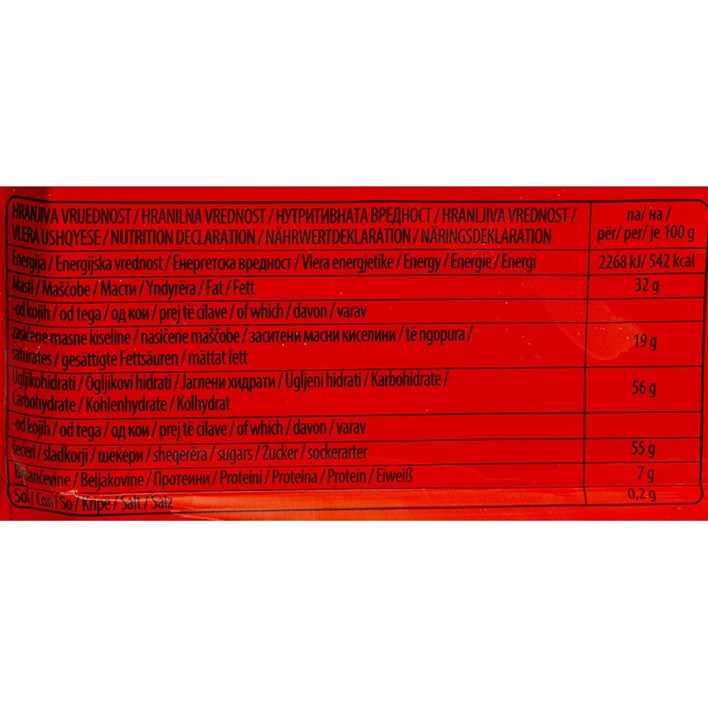 HRANJIVA VRIJEDNOST / HRANILNA VREDNOST / НУТРИТИВНАТА ВРЕДНОСТ / HRANLJIVA VREDNOST /
VLERA USHQYESE / NUTRITION DECLARATION / NÄHRWERTDEKLARATION / NÄRINGSDEKLARATION
na/ на /
për/ per/ je 100 g
Energija / Energijska vrednost / Енергетска вредност / Vlera energjetike / Energy / Energie / Energi
2268 kJ/ 542 kcal
Masti / Maščobe / Масти / Yndyrëra / Fat / Fett
32 g
-od kojih / od tega / од кои / prej të cilave / of which / davon / varav
zasićene masne kiseline / nasičene maščobe / заситени масни киселини / të ngopura /
saturates / gesättigte Fettsäuren / mättat fett
19 g
Ugljikohidrati / Ogljikovi hidrati / Јаглени хидрати / Ugljeni hidrati / Karbohidrate /
Carbohydrate / Kohlenhydrate / Kolhydrat
56 g
-od kojih / od tega / од кои / prej të cilave / of which / davon / varav
šećeri / sladkorji / шеќери / sheqerëra / sugars / Zucker / sockerarter
55 g
Bjelančevine / Beljakovine / Протеини / Proteini / Proteina / Protein / Eiweiß
7 g
Sol / Сол / So / Kripë / Salt / Salz
0,2 g